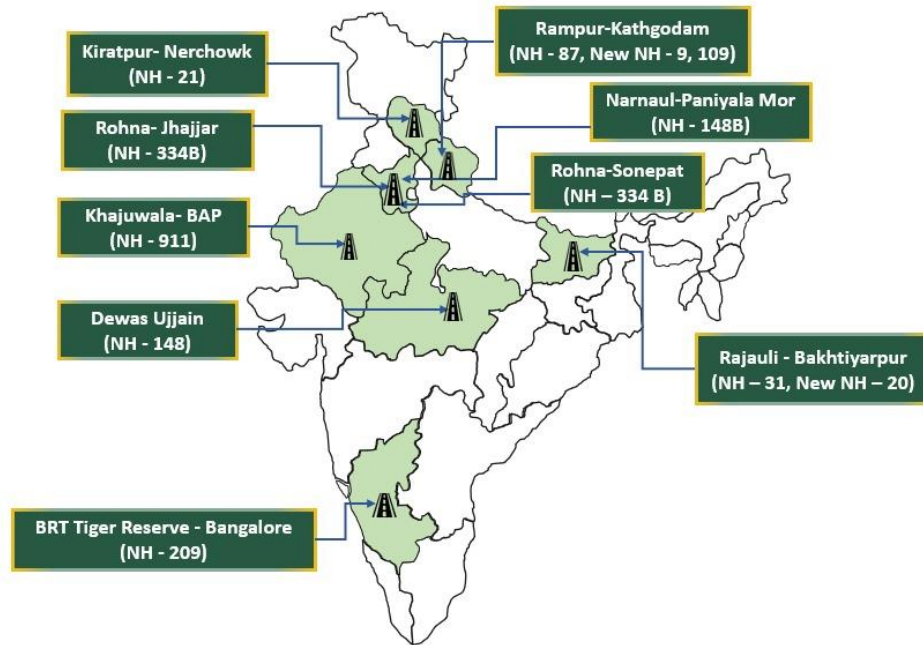 Rampur-Kathgodam
(NH - 87, New NH - 9, 109)
Kiratpur- Nerchowk
(NH - 21)
Narnaul-Paniyala Mor
(NH - 148B)
Rohna- Jhajjar
(NH - 334B)
Rohna-Sonepat
(NH – 334 B)
Khajuwala- BAP
(NH - 911)
Dewas Ujjain
(NH - 148)
Rajauli - Bakhtiyarpur
(NH – 31, New NH – 20)
BRT Tiger Reserve - Bangalore
(NH - 209)